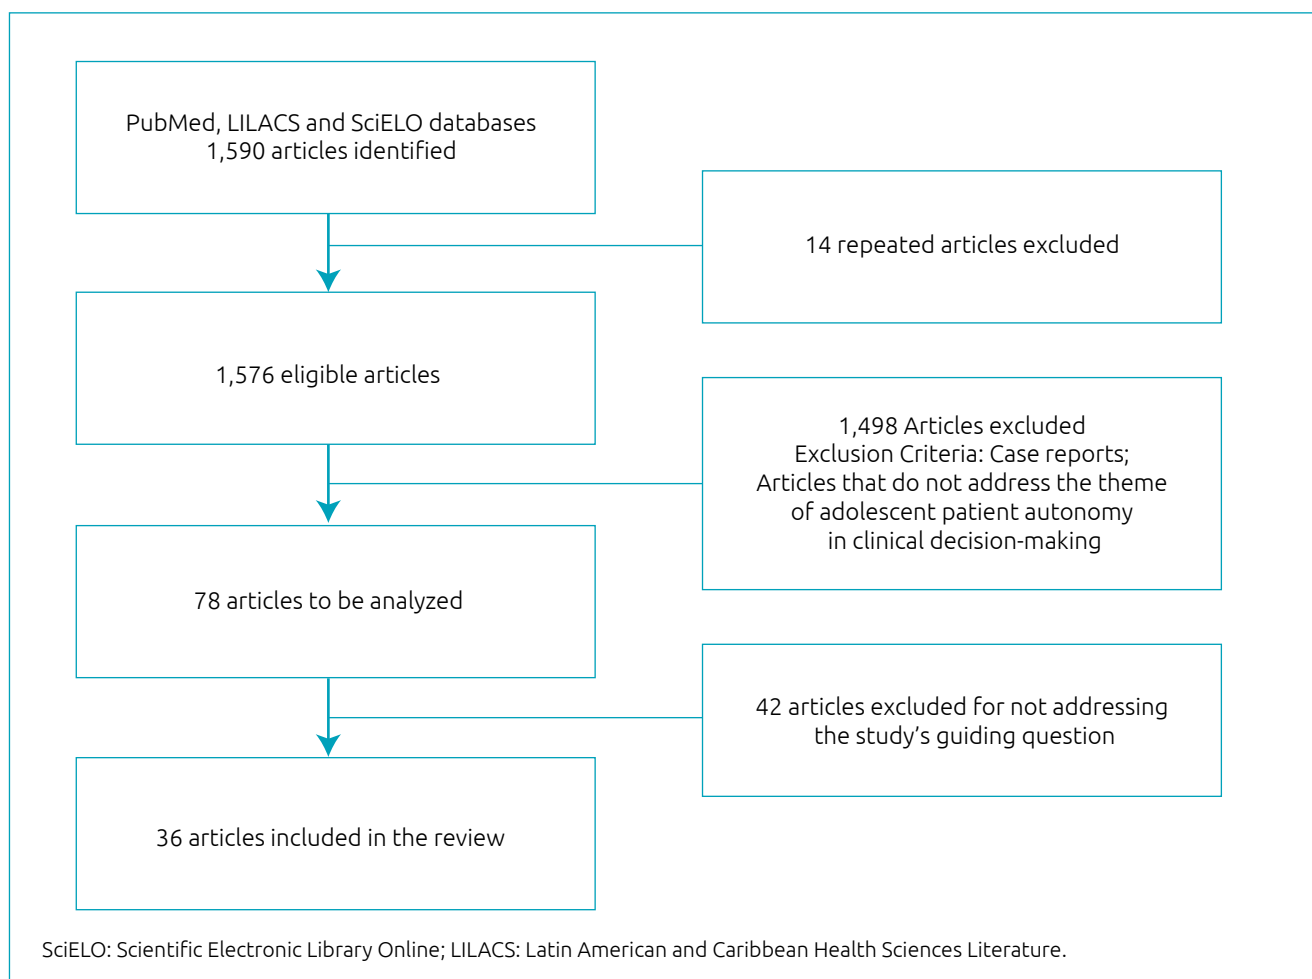 PubMed, LILACS and SciELO databases
1,590 articles identified
14 repeated articles excluded
1,576 eligible articles
1,498 Articles excluded
Exclusion Criteria: Case reports;
Articles that do not address the theme
of adolescent patient autonomy
in clinical decision-making
78 articles to be analyzed
42 articles excluded for not addressing
the study’s guiding question
36 articles included in the review
SciELO: Scientific Electronic Library Online; LILACS: Latin American and Caribbean Health Sciences Literature.